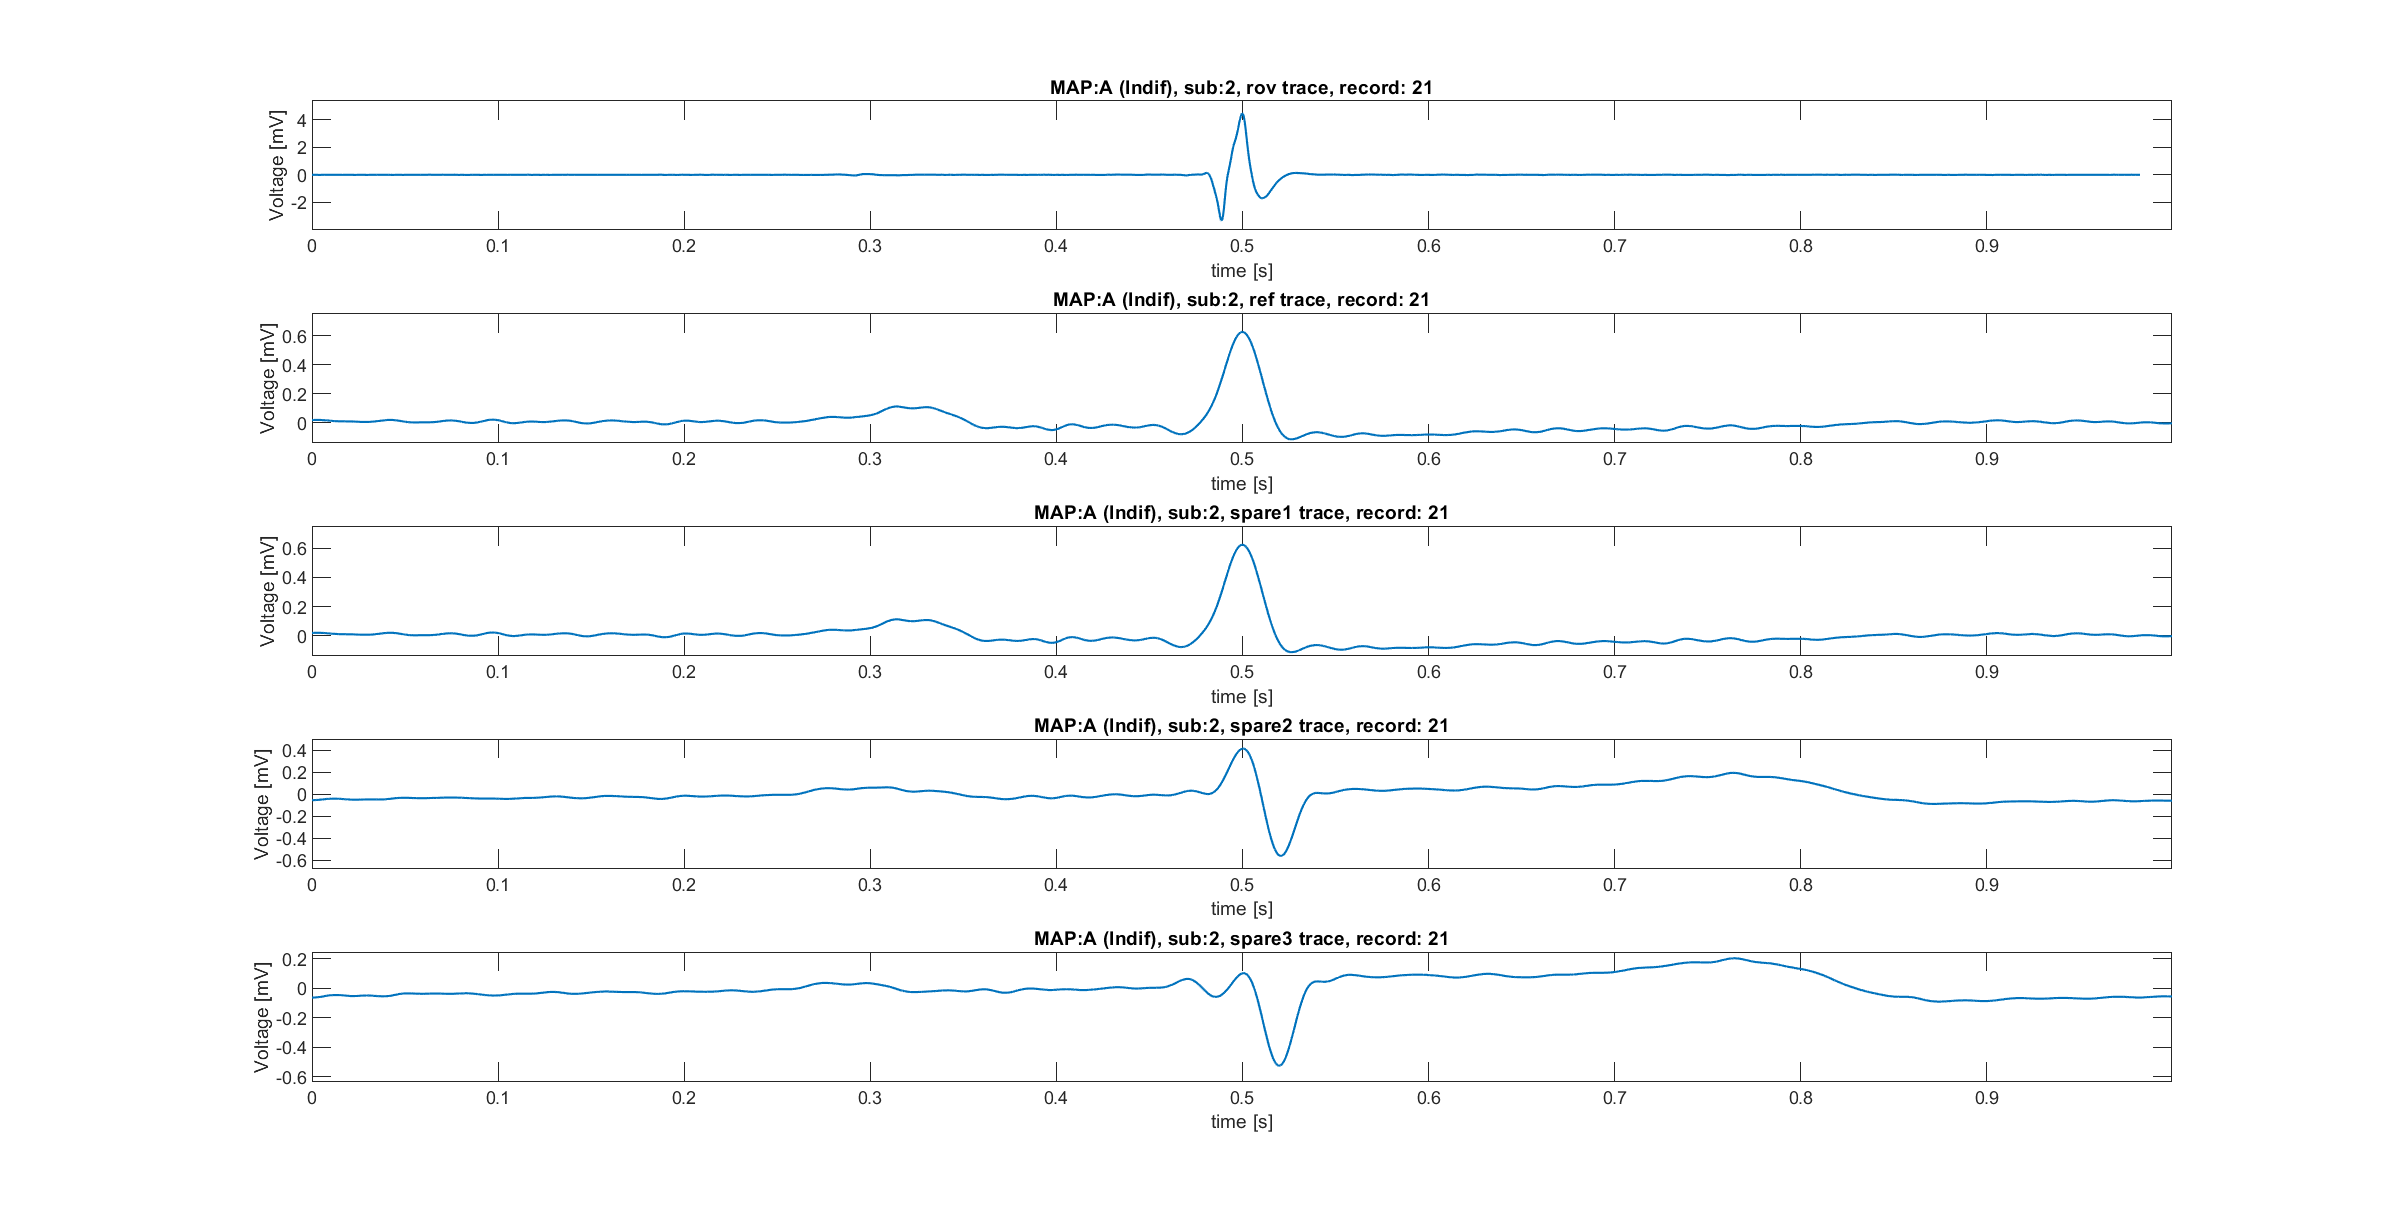 MAP:A (Indif), sub:2, rov trace, record: 21
Voltage [mV]
4
2
0
-2
0 0.1 0.2 0.3 0.4 0.5 0.6 0.7 0.8 0.9
time [s]
MAP:A (Indif), sub:2, ref trace, record: 21
Voltage [mV]
0.6
0.4
0.2
0
0 0.1 0.2 0.3 0.4 0.5 0.6 0.7 0.8 0.9
time [s]
MAP:A (Indif), sub:2, spare1 trace, record: 21
Voltage [mV]
0.6
0.4
0.2
0
0 0.1 0.2 0.3 0.4 0.5 0.6 0.7 0.8 0.9
time [s]
MAP:A (Indif), sub:2, spare2 trace, record: 21
Voltage [mV]
0.4
0.2
0
-0.2
-0.4
-0.6
0 0.1 0.2 0.3 0.4 0.5 0.6 0.7 0.8 0.9
time [s]
MAP:A (Indif), sub:2, spare3 trace, record: 21
Voltage [mV]
0.2
0
-0.2
-0.4
-0.6
0 0.1 0.2 0.3 0.4 0.5 0.6 0.7 0.8 0.9
time [s]